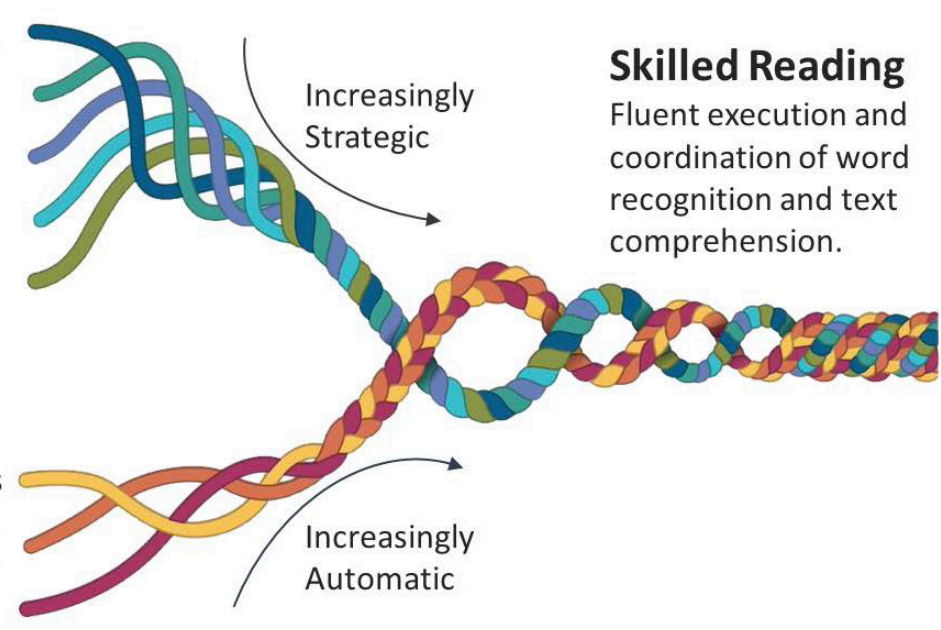 Increasingly
Strategic
Skilled Reading
Fluent execution and
coordination of word
recognition and text
comprehension.
Increasingly
Automatic